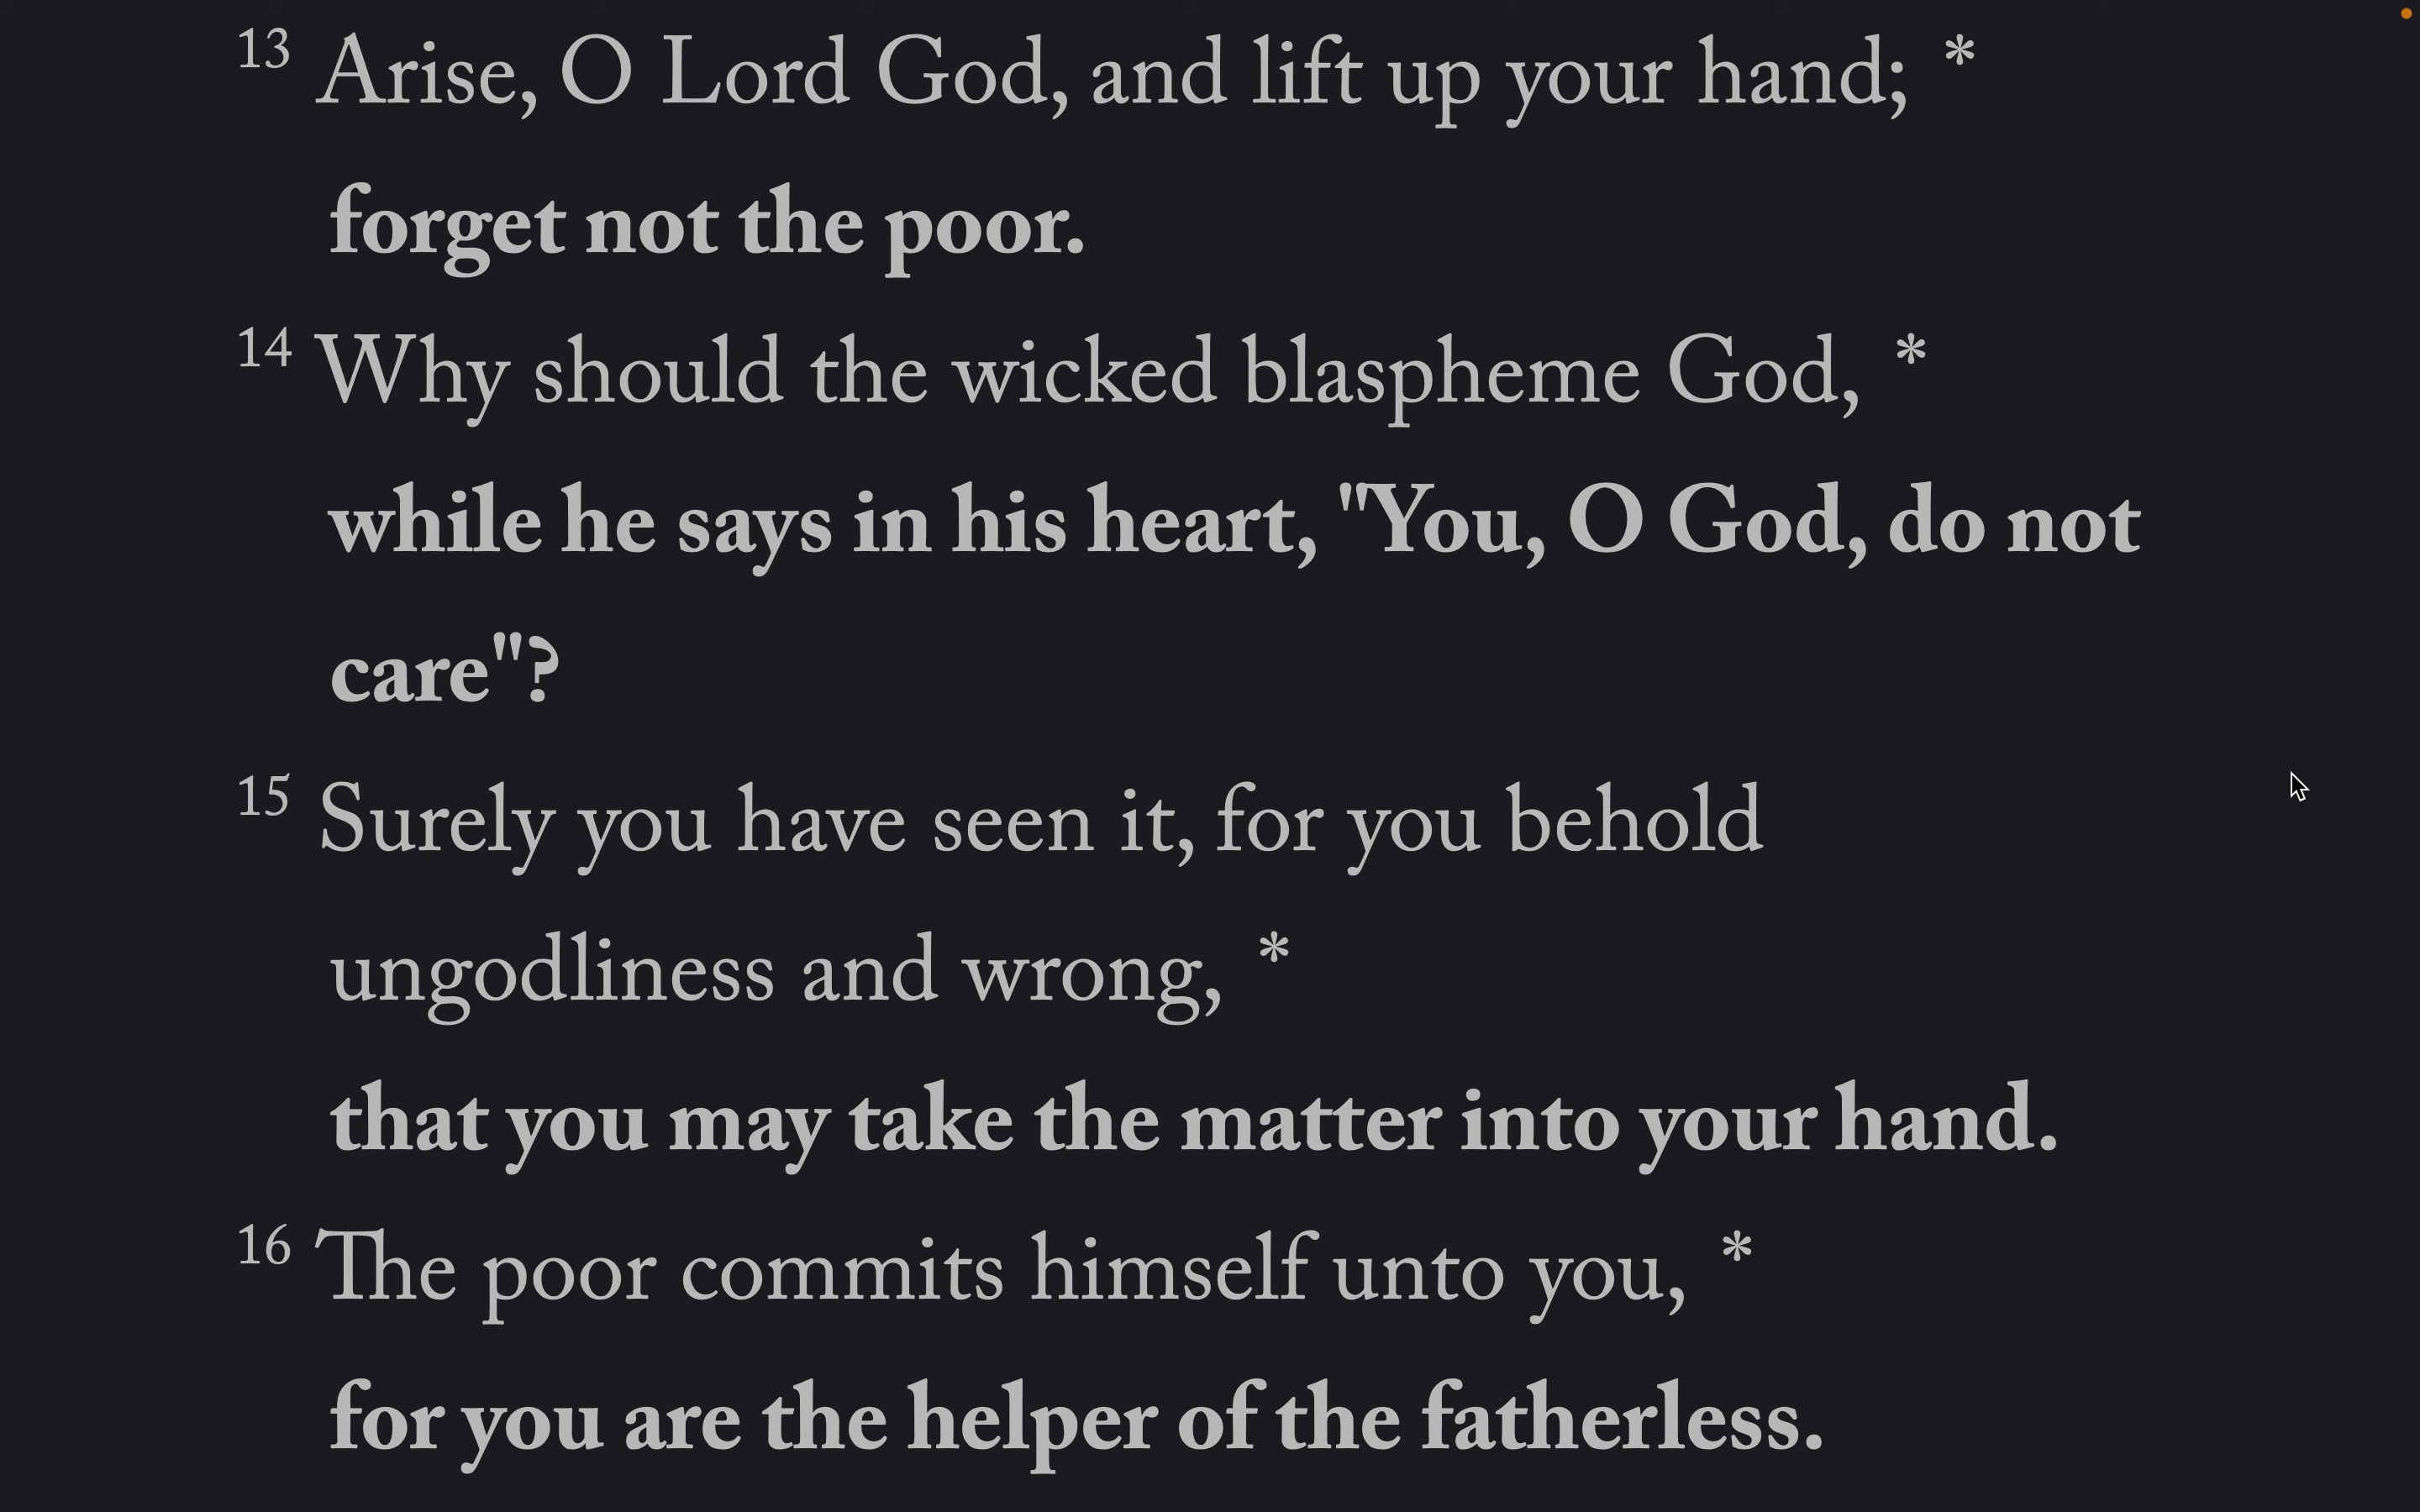 13 Arise, O Lord God, and lift up your hand; *
forget not the poor.
14 Why should the wicked blaspheme God, *
while he says in his heart, "You, O God, do not
care"?
15 Surely you have seen it, for you behold
ungodliness and wrong, *
that you may take the matter into your hand.
16 The poor commits himself unto you, *
for you are the helper of the fatherless.